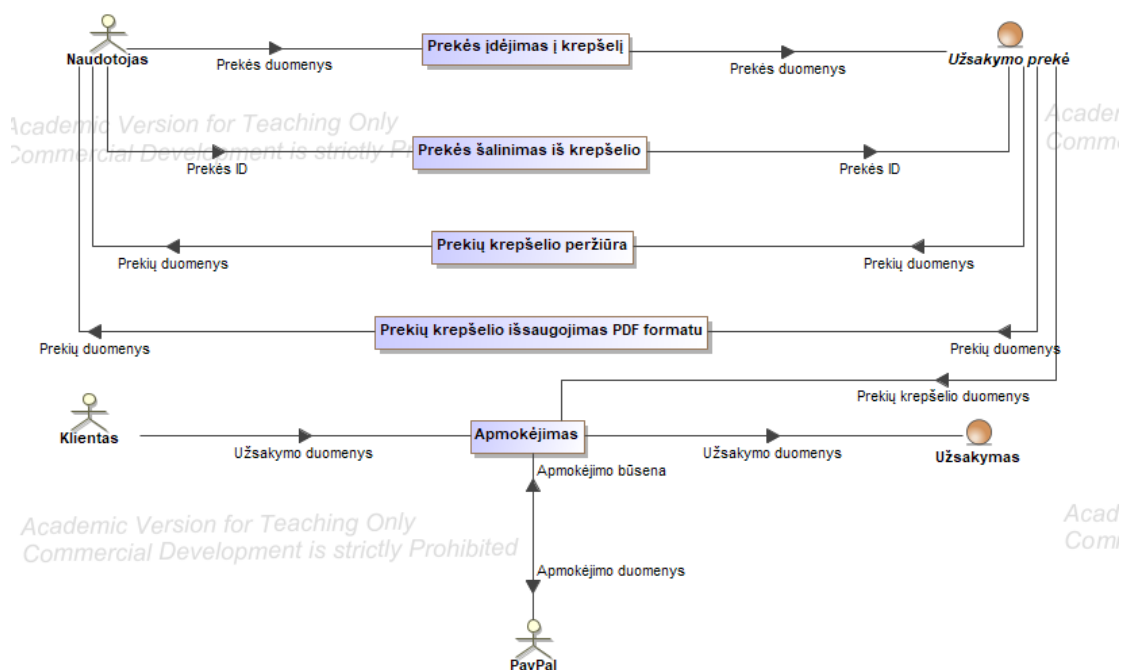 Prekės įdėjimas į krepšelį
Naudotojas
Prekės duomenys
Prekės duomenys
Užsakymo prekė
Academic Version for Teaching Only
Commercial Development is strictly Pr
Prekės šalinimas iš krepšelio
Prekės ID
Prekės ID
Prekių krepšelio peržiūra
Prekių duomenys
Prekių duomenys
Prekių krepšelio išsaugojimas PDF formatu
Prekių duomenys
Prekių duomenys
Prekių krepšelio duomenys
Klientas
Apmokėjimas
Užsakymo duomenys
Užsakymo duomenys
Užsakymas
Apmokėjimo būsena
Academic Version for Teaching Only
Commercial Development is strictly Prohibited
Apmokėjimo duomenys
PayPal